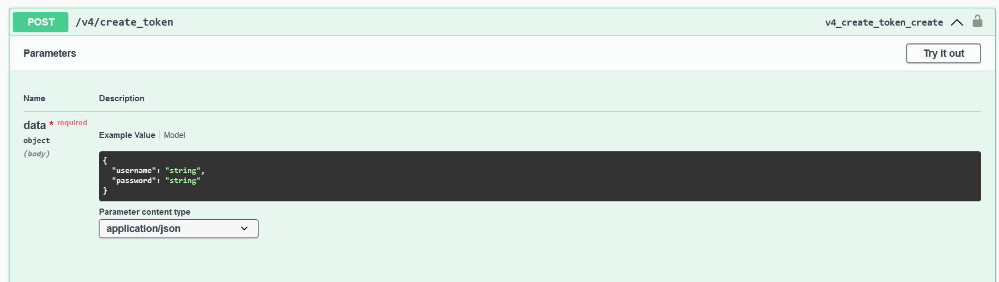 POST /v4/create_token v4_create_token_create
Parameters Try it out
Name Description
data * required
object
(body)
Example Value Model
{
"username": "string",
"password": "string"
}
Parameter content type
application/json